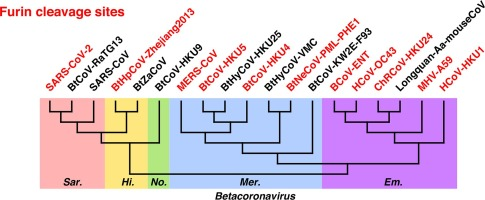 Furin cleavage sites
SARS-CoV-2
BtCoV-RaTG13
SARS-CoV
BtHpCoV-Zhejiang2013
BtZaCoV
BtCoV-HKU9
MERS-CoV
BtCoV-HKU5
BtHyCoV-HKU25
BtCoV-HKU4
BtHyCoV-VMC
BtNeCoV-PML-PHE1
BtCoV-KW2E-F93
BCoV-ENT
HCoV-OC43
ChRCoV-HKU24
Longquan-Aa-mouseCoV
MHV-A59
HCoV-HKU1
Sar. Hi. No. Mer. Em.
Betacoronavirus